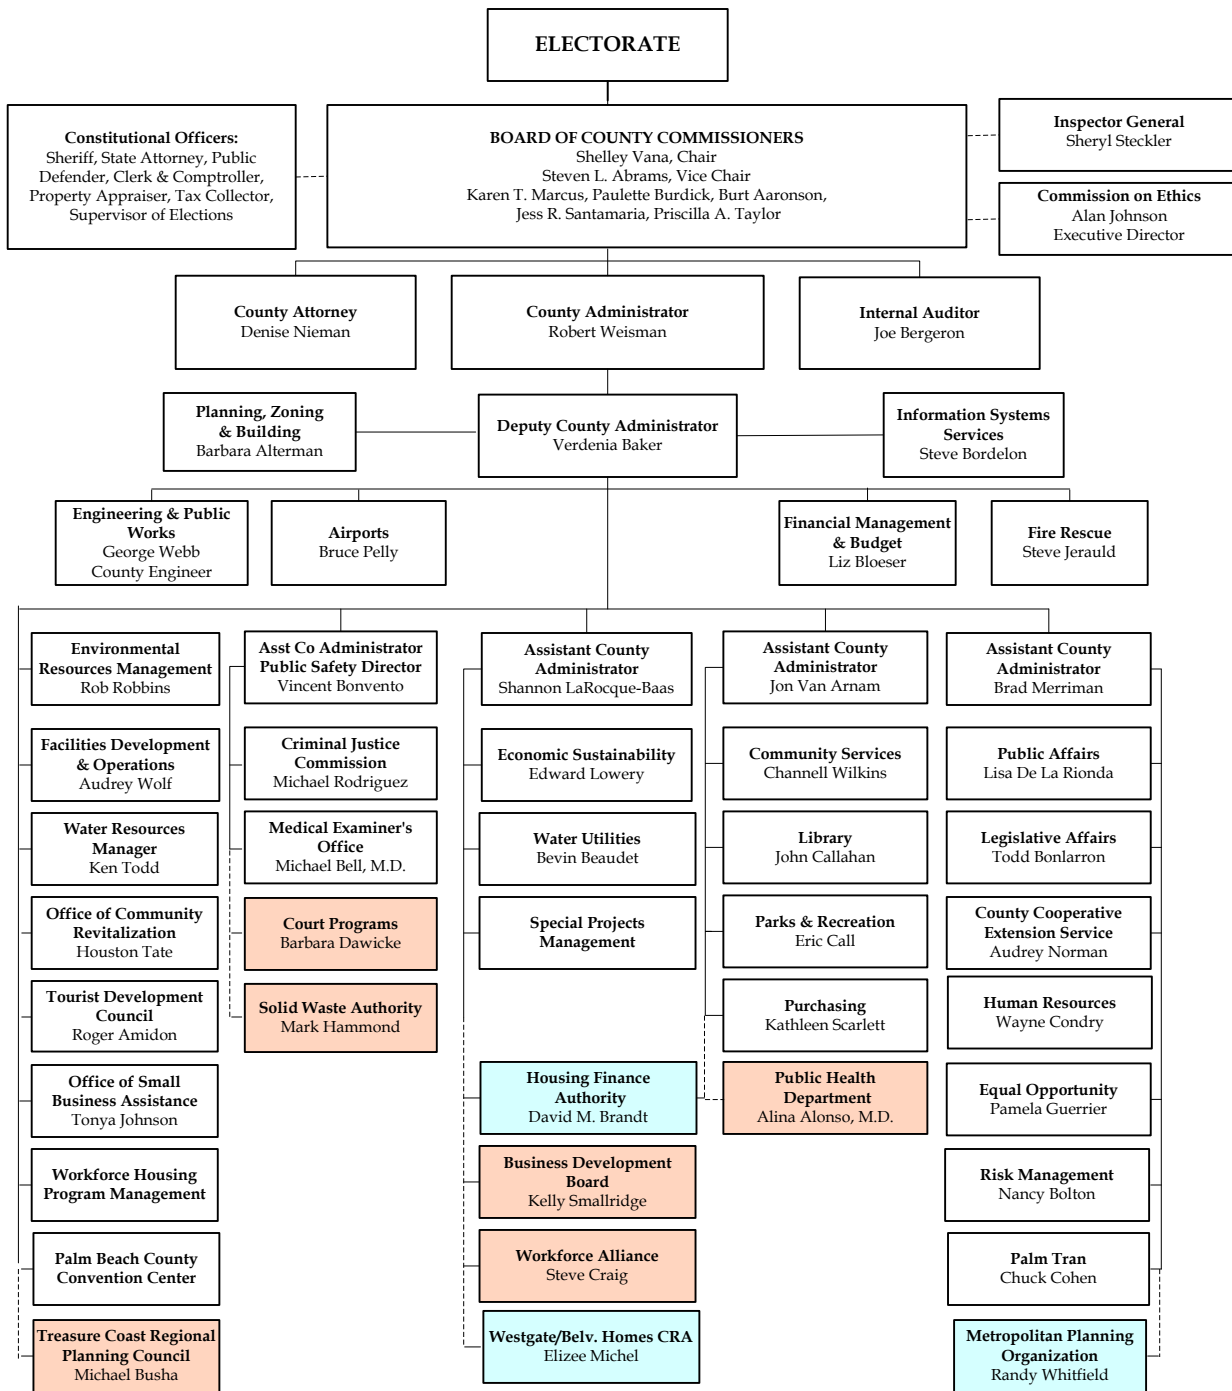 ELECTORATE
Constitutional Officers:
Sheriff, State Attorney, Public
Defender, Clerk & Comptroller,
Property Appraiser, Tax Collector,
Supervisor of Elections
BOARD OF COUNTY COMMISSIONERS
Shelley Vana, Chair
Steven L. Abrams, Vice Chair
Karen T. Marcus, Paulette Burdick, Burt Aaronson,
Jess R. Santamaria, Priscilla A. Taylor
Inspector General
Sheryl Steckler
Commission on Ethics
Alan Johnson
Executive Director
County Attorney
Denise Nieman
County Administrator
Robert Weisman
Internal Auditor
Joe Bergeron
Planning, Zoning
& Building
Barbara Alterman
Deputy County Administrator
Verdenia Baker
Information Systems
Services
Steve Bordelon
Engineering & Public
Works
George Webb
County Engineer
Airports
Bruce Pelly
Financial Management
& Budget
Liz Bloeser
Fire Rescue
Steve Jerauld
Environmental
Resources Management
Rob Robbins
Facilities Development
& Operations
Audrey Wolf
Water Resources
Manager
Ken Todd
Office of Community
Revitalization
Houston Tate
Tourist Development
Council
Roger Amidon
Office of Small
Business Assistance
Tonya Johnson
Workforce Housing
Program Management
Palm Beach County
Convention Center
Treasure Coast Regional
Planning Council
Michael Busha
Asst Co Administrator
Public Safety Director
Vincent Bonvento
Criminal Justice
Commission
Michael Rodriguez
Medical Examiner's
Office
Michael Bell, M.D.
Court Programs
Barbara Dawicke
Solid Waste Authority
Mark Hammond
Assistant County
Administrator
Shannon LaRocque-Baas
Economic Sustainability
Edward Lowery
Water Utilities
Bevin Beaudet
Special Projects
Management
Housing Finance
Authority
David M. Brandt
Business Development
Board
Kelly Smallridge
Workforce Alliance
Steve Craig
Westgate/Belv. Homes CRA
Elizee Michel
Assistant County
Administrator
Jon Van Arnam
Community Services
Channell Wilkins
Library
John Callahan
Parks & Recreation
Eric Call
Purchasing
Kathleen Scarlett
Public Health
Department
Alina Alonso, M.D.
Assistant County
Administrator
Brad Merriman
Public Affairs
Lisa De La Rionda
Legislative Affairs
Todd Bonlarron
County Cooperative
Extension Service
Audrey Norman
Human Resources
Wayne Condry
Equal Opportunity
Pamela Guerrier
Risk Management
Nancy Bolton
Palm Tran
Chuck Cohen
Metropolitan Planning
Organization
Randy Whitfield